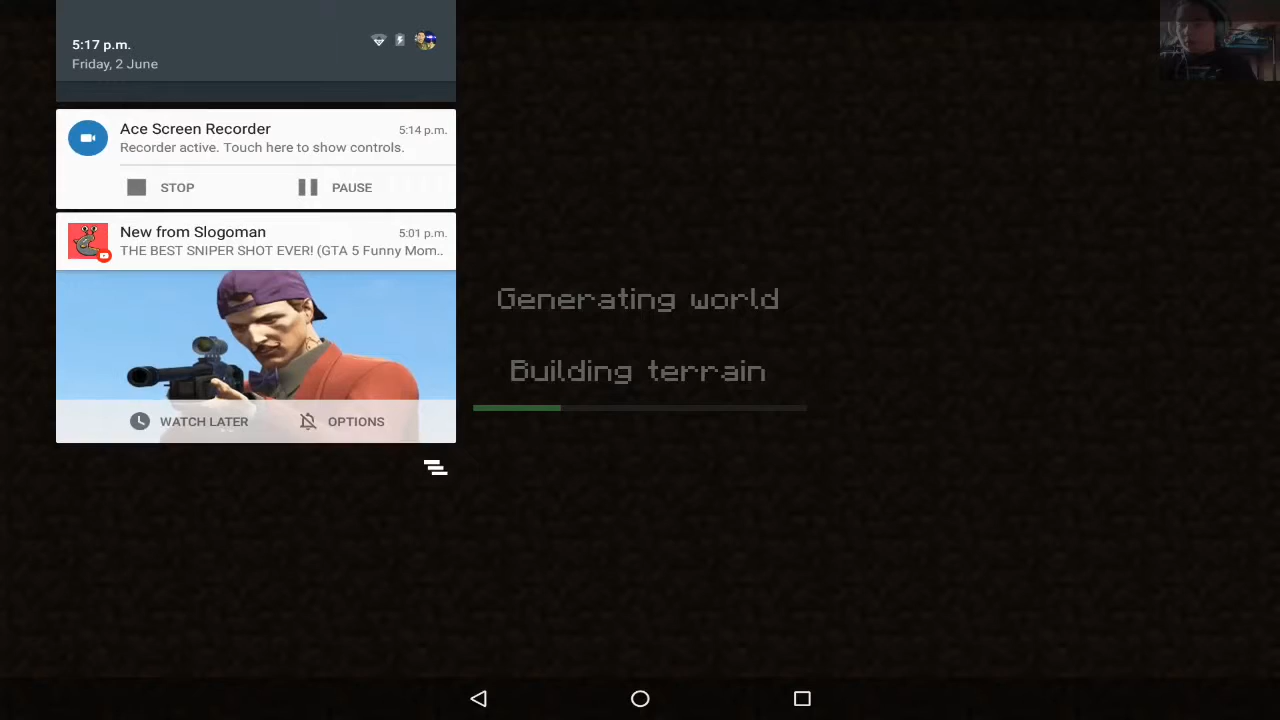 5:17 p.m.
Friday, 2 June
Ace Screen Recorder 5:14 p.m.
Recorder active. Touch here to show controls.
STOP PAUSE
New from Slogoman 5:01 p.m.
THE BEST SNIPER SHOT EVER! (GTA 5 Funny Mom..
WATCH LATER OPTIONS
Generating world
Building terrain